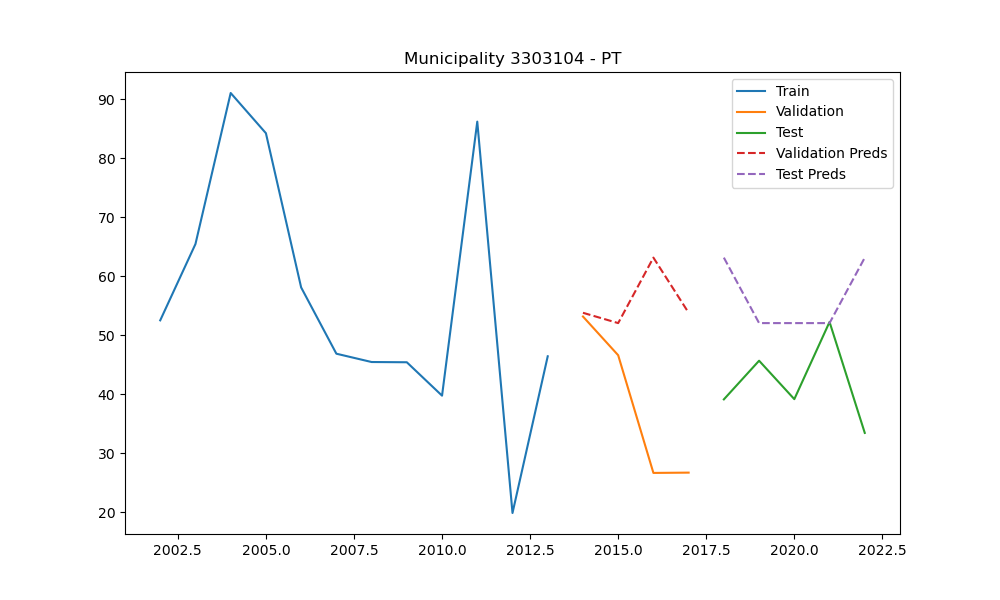 Municipality 3303104 - PT
Train
Validation
Test
Validation Preds
Test Preds
90
80
70
60
50
40
30
20
2002.5 2005.0 2007.5 2010.0 2012.5 2015.0 2017.5 2020.0 2022.5